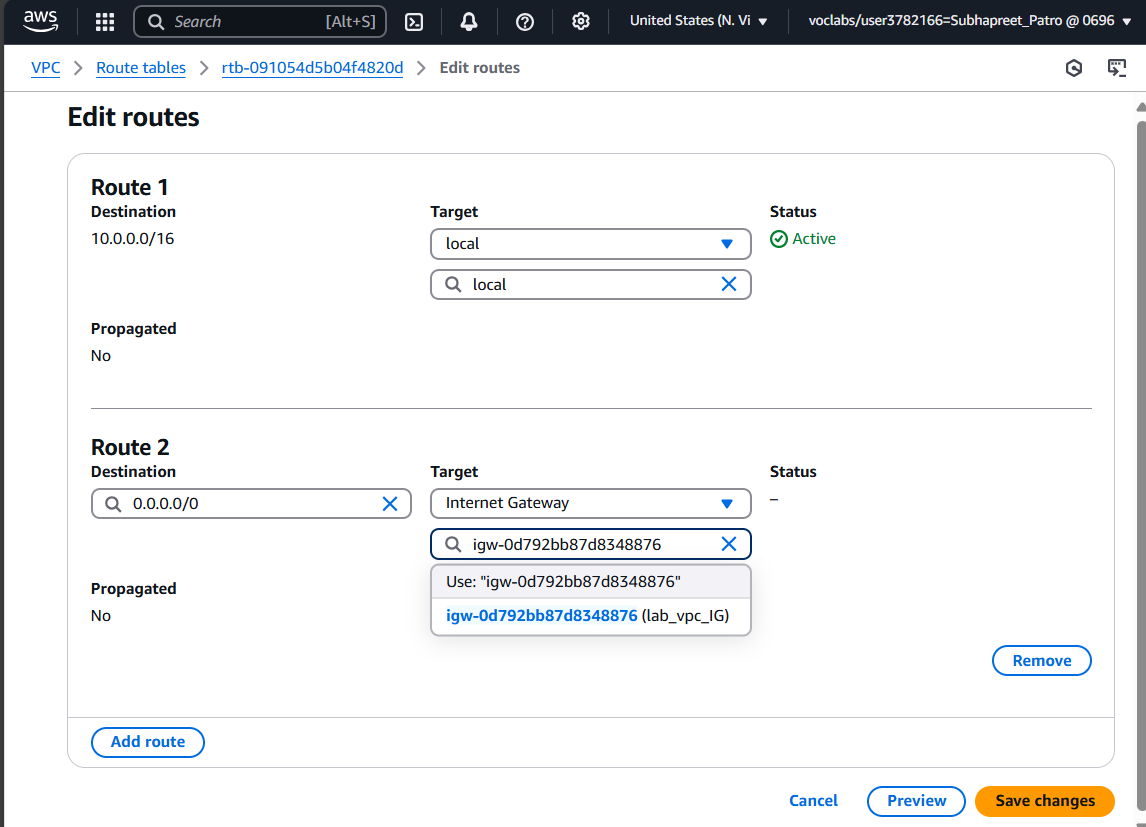 aws
Search [Alt+S]
United States (N. Vi
voclabs/user3782166=Subhapreet_Patro @ 0696
VPC
Route tables
rtb-091054d5b04f4820d
Edit routes
Edit routes
Route 1
Destination
10.0.0.0/16
Target
local
local
Status
Active
Propagated
No
Route 2
Destination
0.0.0.0/0
Target
Internet Gateway
igw-0d792bb87d8348876
Use: "igw-0d792bb87d8348876"
igw-0d792bb87d8348876 (lab_vpc_IG)
Status
–
Propagated
No
Remove
Add route
Cancel
Preview
Save changes